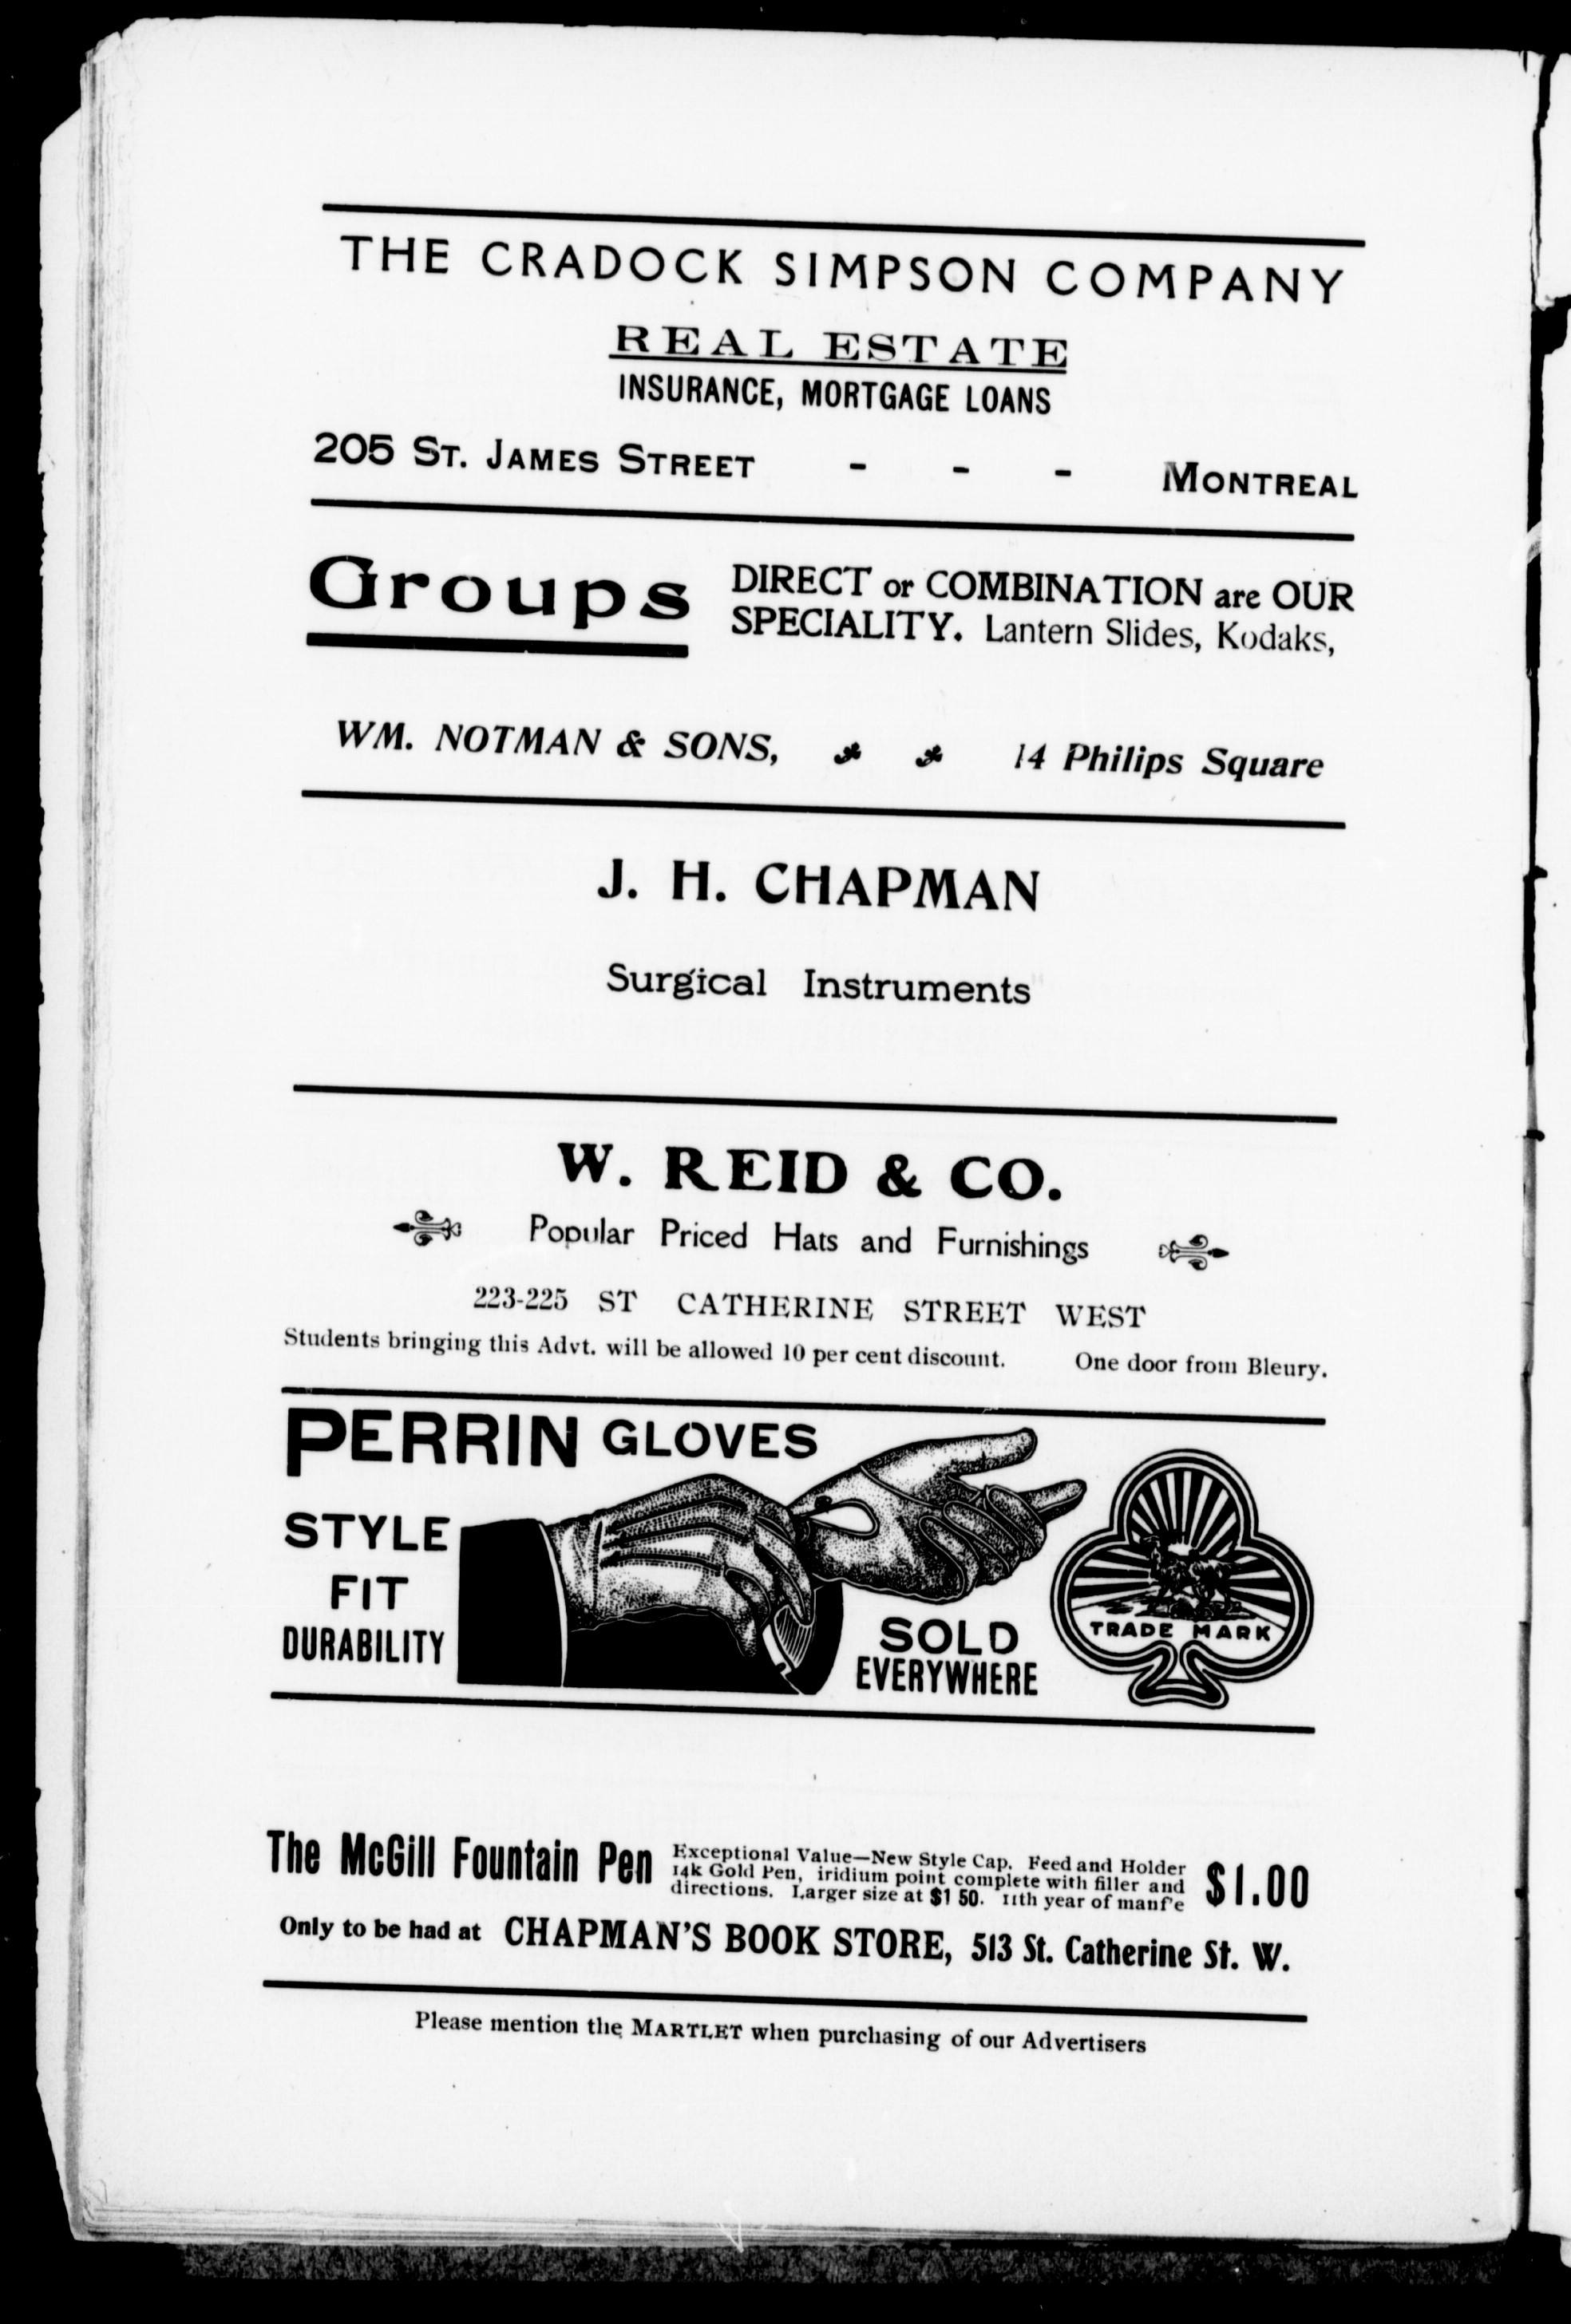 THE CRADOCK SIMPSON COMPANY
REAL ESTATE
INSURANCE, MORTGAGE LOANS
205 ST. JAMES STREET - - - MONTREAL
Groups
DIRECT or COMBINATION are OUR
SPECIALITY. Lantern Slides, Kodaks,
WM. NOTMAN & SONS, 14 Philips Square
J. H. CHAPMAN
Surgical Instruments
W. REID & CO.
Popular Priced Hats and Furnishings
223-225 ST CATHERINE STREET WEST
Students bringing this Advt. will be allowed 10 per cent discount. One door from Bleury.
PERRIN GLOVES
STYLE
FIT
DURABILITY
SOLD
EVERYWHERE
TRADE MARK
The McGill Fountain Pen
Exceptional Value—New Style Cap. Feed and Holder
14k Gold Pen, iridium point complete with filler and
directions. Larger size at $1 50. 11th year of manf'e
$1.00
Only to be had at CHAPMAN'S BOOK STORE, 513 St. Catherine St. W.
Please mention the MARTLET when purchasing of our Advertisers